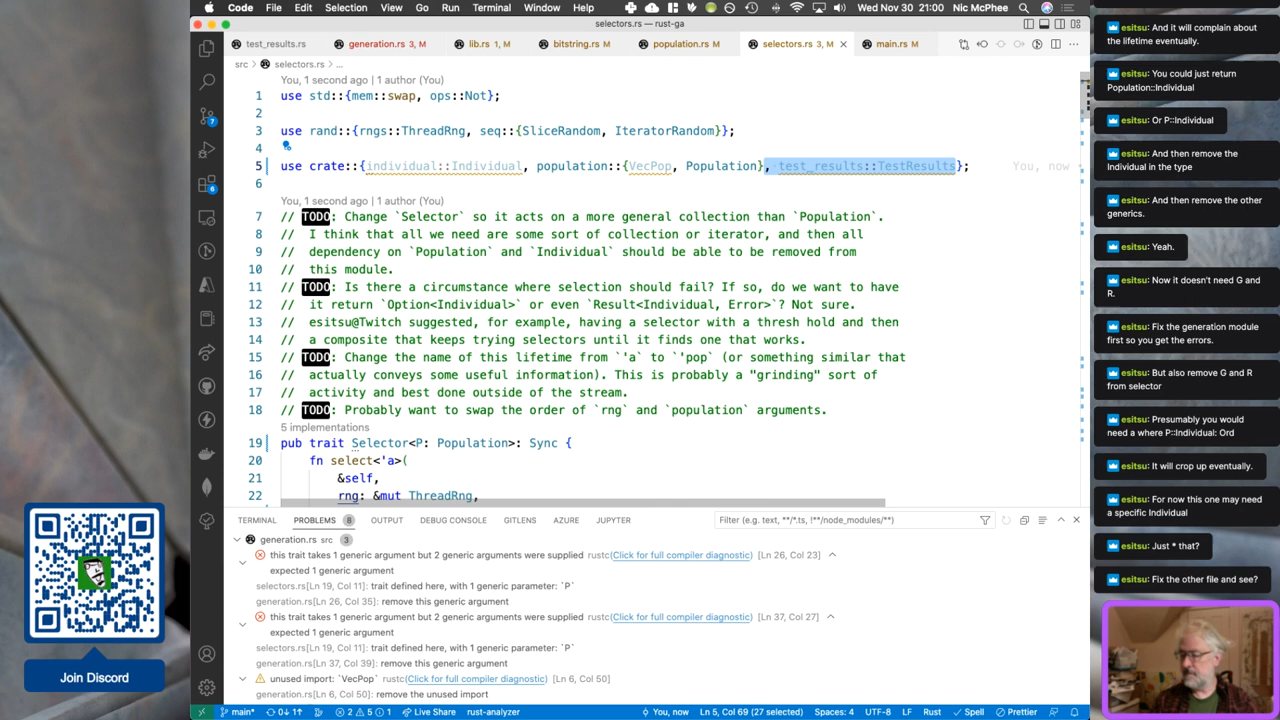 Code File Edit Selection View Go Run Terminal Window Help
Wed Nov 30 21:00 Nic McPhee
selectors.rs — rust-ga
test_results.rs
generation.rs 3, M
lib.rs 1, M
bitstring.rs M
population.rs M
selectors.rs 3, M
main.rs M
src > selectors.rs > ...
You, 1 second ago | 1 author (You)
1 use std::{mem::swap, ops::Not};
2
3 use rand::{rngs::ThreadRng, seq::{SliceRandom, IteratorRandom}};
4
5 use crate::{individual::Individual, population::{VecPop, Population}, test_results::TestResults}; You, now
6
You, 1 second ago | 1 author (You)
7 // TODO: Change `Selector` so it acts on a more general collection than `Population`.
8 // I think that all we need are some sort of collection or iterator, and then all
9 // dependency on `Population` and `Individual` should be able to be removed from
10 // this module.
11 // TODO: Is there a circumstance where selection should fail? If so, do we want to have
12 // it return `Option<Individual>` or even `Result<Individual, Error>`? Not sure.
13 // esitsu@Twitch suggested, for example, having a selector with a thresh hold and then
14 // a composite that keeps trying selectors until it finds one that works.
15 // TODO: Change the name of this lifetime from `'a` to `'pop` (or something similar that
16 // actually conveys some useful information). This is probably a "grinding" sort of
17 // activity and best done outside of the stream.
18 // TODO: Probably want to swap the order of `rng` and `population` arguments.
5 implementations
19 pub trait Selector<P: Population>: Sync {
20 fn select<'a>(
21 &self,
22 rng: &mut ThreadRng,
TERMINAL PROBLEMS 8 OUTPUT DEBUG CONSOLE GITLENS AZURE JUPYTER
Filter (e.g. text, **/*.ts, !**/node_modules/**)
generation.rs src 3
this trait takes 1 generic argument but 2 generic arguments were supplied rustc(Click for full compiler diagnostic) [Ln 26, Col 23]
expected 1 generic argument
selectors.rs[Ln 19, Col 11]: trait defined here, with 1 generic parameter: `P`
generation.rs[Ln 26, Col 35]: remove this generic argument
this trait takes 1 generic argument but 2 generic arguments were supplied rustc(Click for full compiler diagnostic) [Ln 37, Col 27]
expected 1 generic argument
selectors.rs[Ln 19, Col 11]: trait defined here, with 1 generic parameter: `P`
generation.rs[Ln 37, Col 39]: remove this generic argument
unused import: `VecPop` rustc(Click for full compiler diagnostic) [Ln 6, Col 50]
generation.rs[Ln 6, Col 50]: remove the unused import
main* 0↓ 1↑ 2 5 1 Live Share rust-analyzer You, now Ln 5, Col 69 (27 selected) Spaces: 4 UTF-8 LF Rust Spell Prettier
7
6
Join Discord
esitsu: And it will complain about
the lifetime eventually.
esitsu: You could just return
Population::Individual
esitsu: Or P::Individual
esitsu: And then remove the
Individual in the type
esitsu: And then remove the other
generics.
esitsu: Yeah.
esitsu: Now it doesn't need G and
R.
esitsu: Fix the generation module
first so you get the errors.
esitsu: But also remove G and R
from selector
esitsu: Presumably you would
need a where P::Individual: Ord
esitsu: It will crop up eventually.
esitsu: For now this one may need
a specific Individual
esitsu: Just * that?
esitsu: Fix the other file and see?